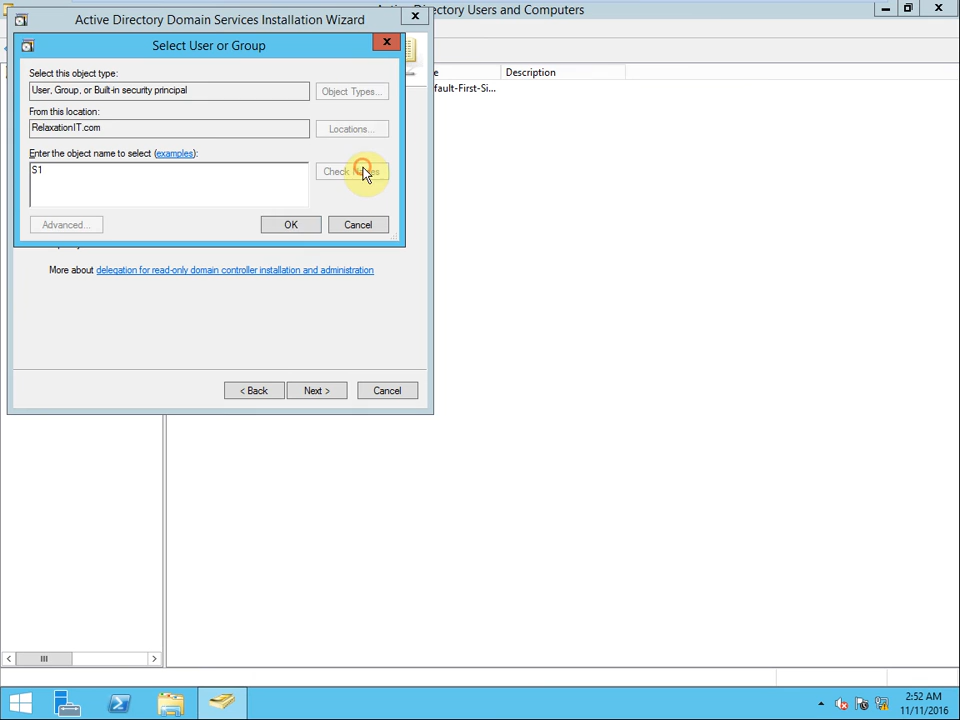 Active Directory Users and Computers
Active Directory Domain Services Installation Wizard
Select User or Group
Select this object type:
User, Group, or Built-in security principal
Object Types...
From this location:
RelaxationIT.com
Locations...
Enter the object name to select (examples):
S1
Check Names
Advanced...
OK
Cancel
Description
fault-First-Si...
More about delegation for read-only domain controller installation and administration
< Back
Next >
Cancel
2:52 AM
11/11/2016